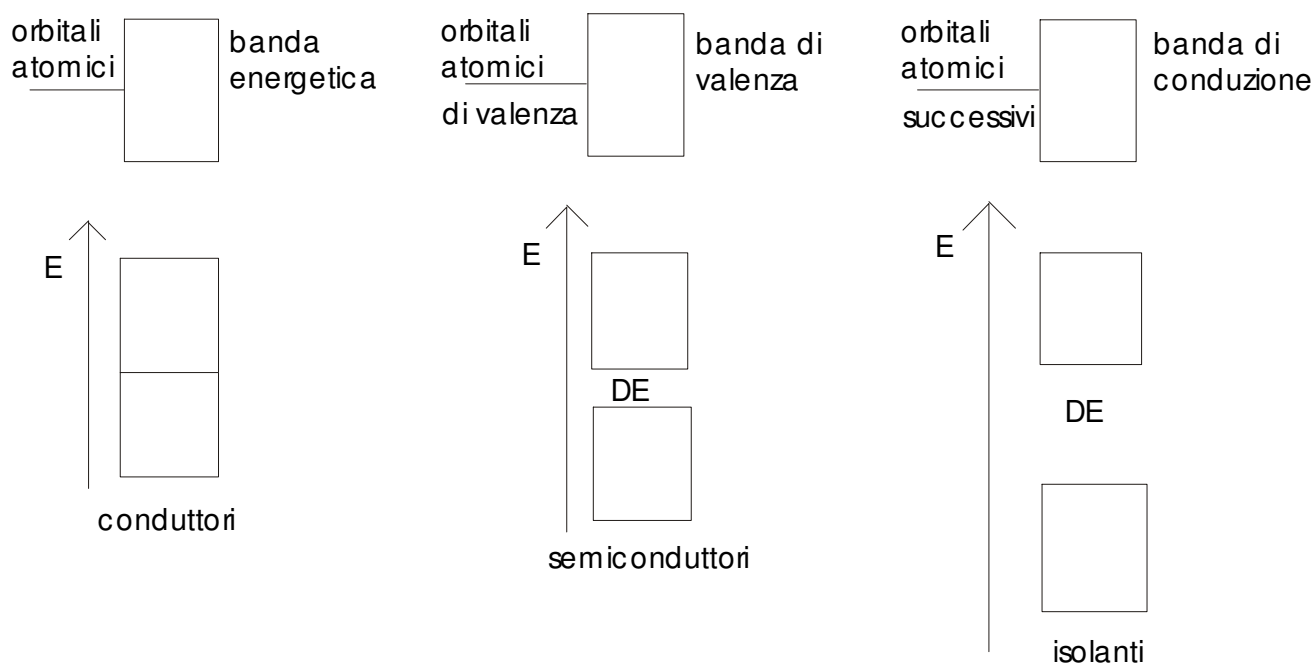 orbitali
atomici
banda
energetica
orbitali
atomici
di valenza
banda di
valenza
orbitali
atomici
successivi
banda di
conduzione
E
conduttori
E
DE
semiconduttori
E
DE
isolanti